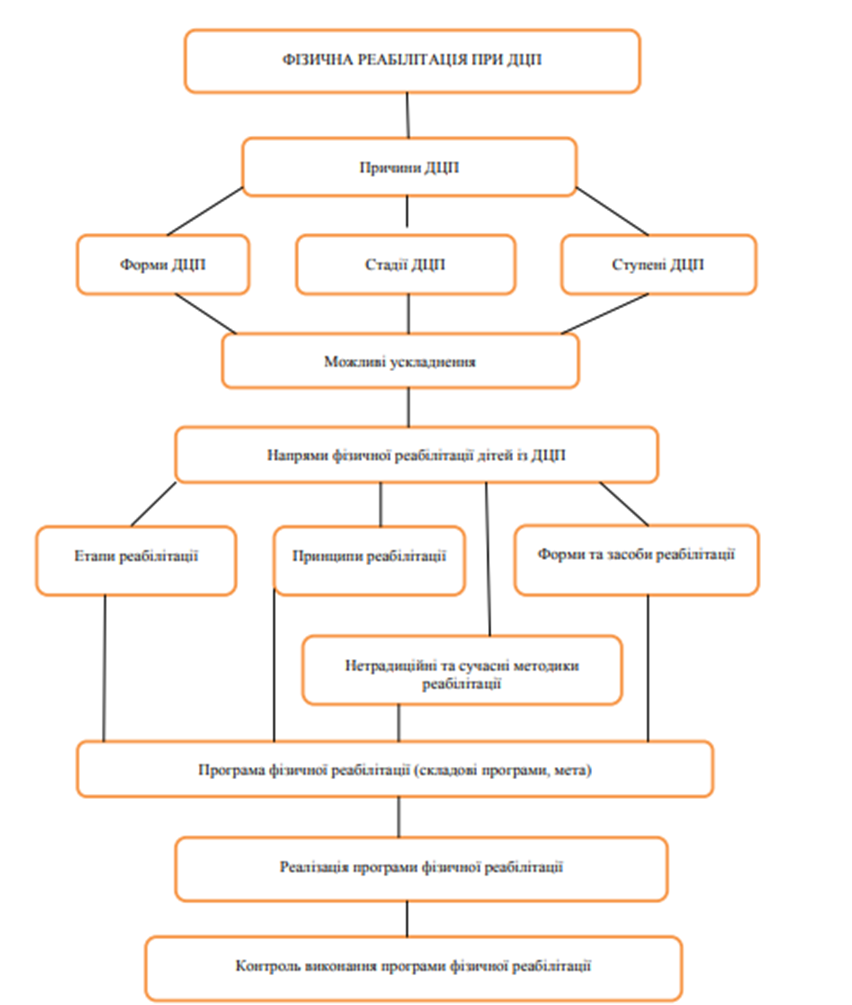 ФІЗИЧНА РЕАБІЛІТАЦІЯ ПРИ ДЦП
Причини ДЦП
Форми ДЦП
Стадії ДЦП
Ступені ДЦП
Можливі ускладнення
Напрями фізичної реабілітації дітей із ДЦП
Етапи реабілітації
Принципи реабілітації
Форми та засоби реабілітації
Нетрадиційні та сучасні методики
реабілітації
Програма фізичної реабілітації (складові програми, мета)
Реалізація програми фізичної реабілітації
Контроль виконання програми фізичної реабілітації